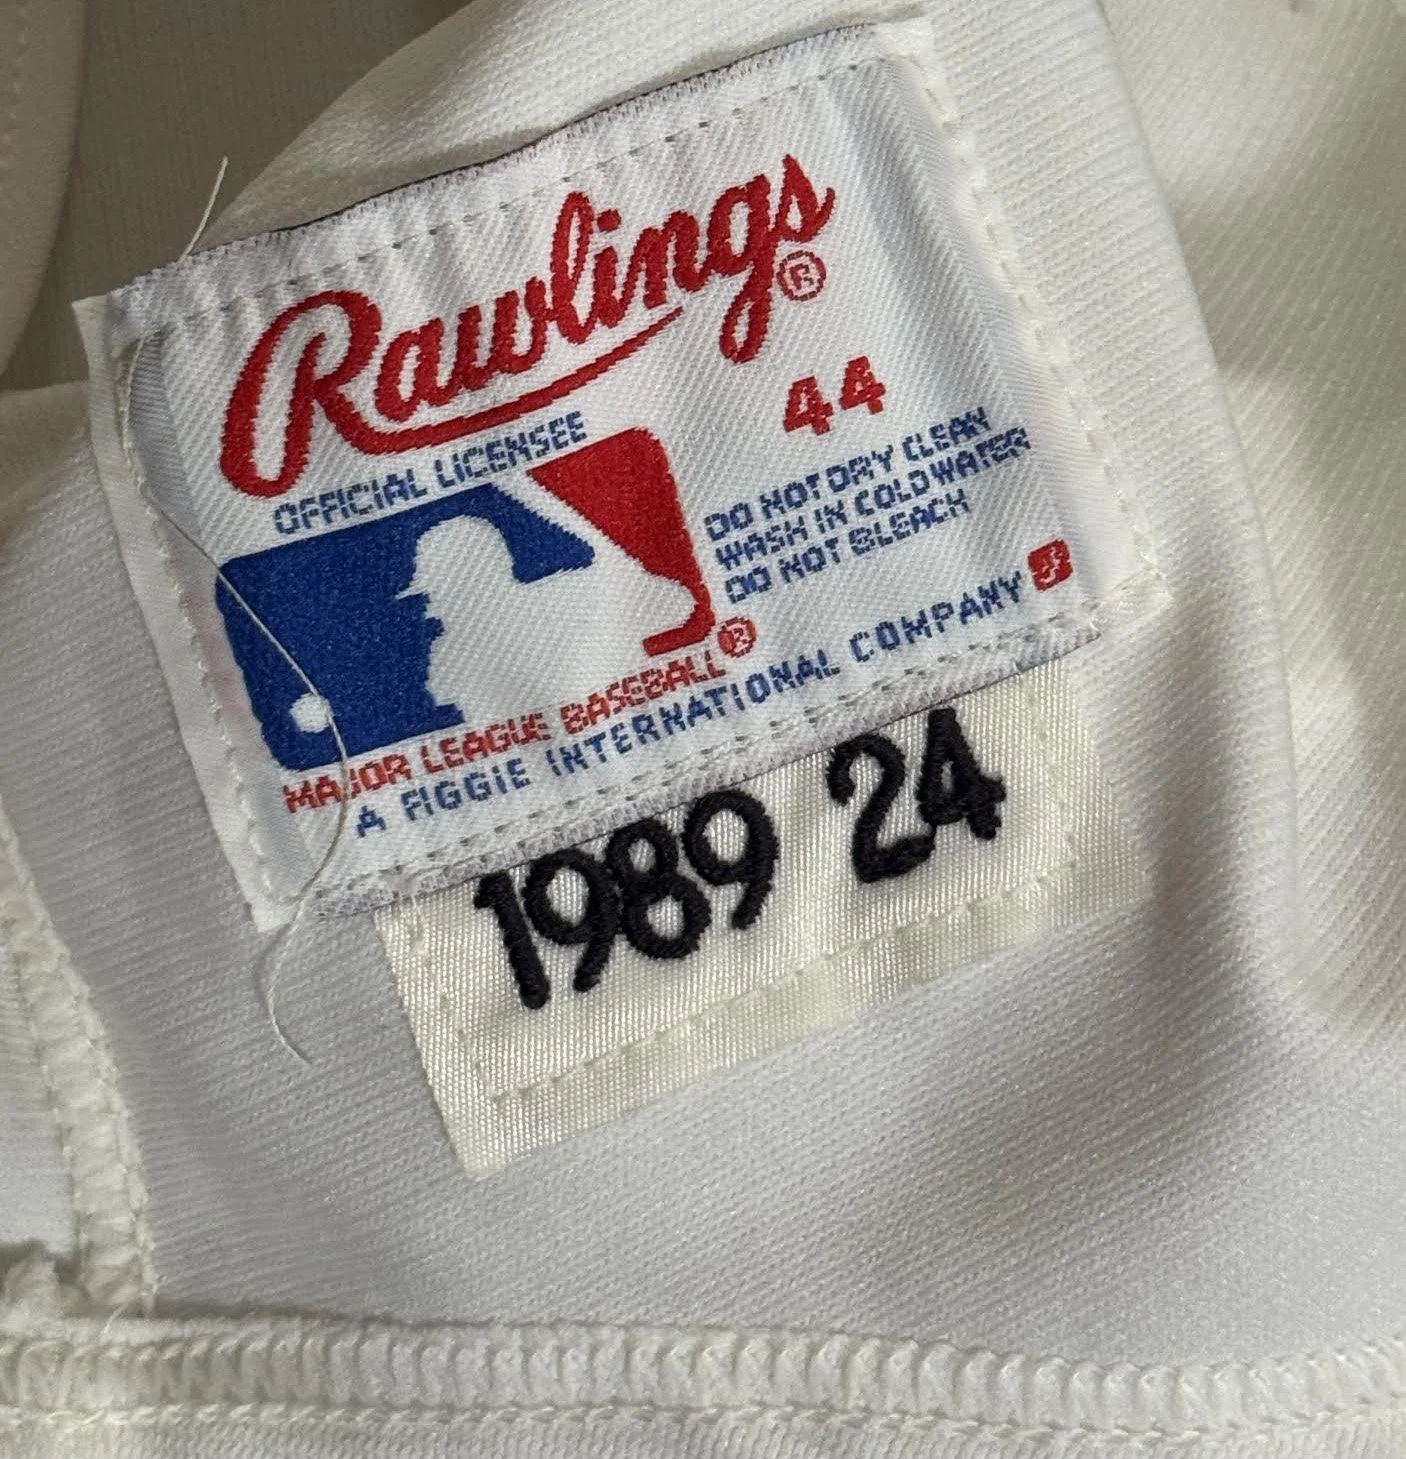 Rawlings®
44
OFFICIAL LICENSEE
DO NOT DRY CLEAN
WASH IN COLD WATER
DO NOT BLEACH
MAJOR LEAGUE BASEBALL®
A FIGGIE INTERNATIONAL COMPANY
1989 24